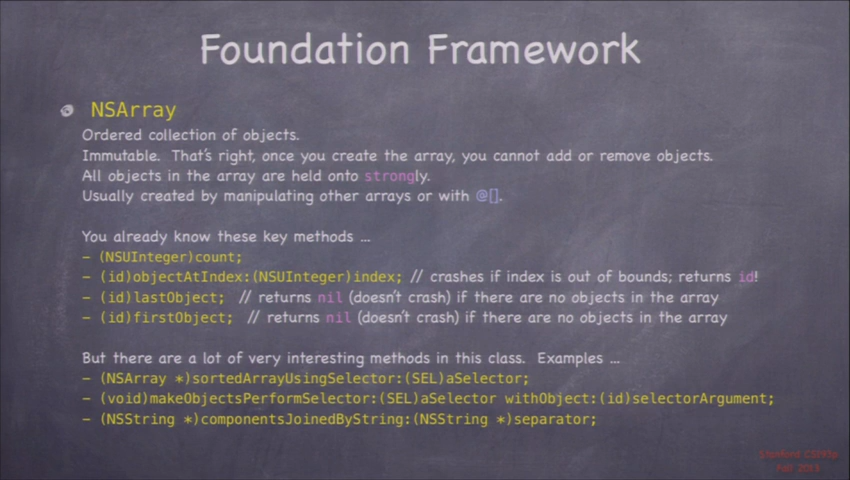 Foundation Framework
NSArray
Ordered collection of objects.
Immutable. That's right, once you create the array, you cannot add or remove objects.
All objects in the array are held onto strongly.
Usually created by manipulating other arrays or with @[].
You already know these key methods ...
- (NSUInteger)count;
- (id)objectAtIndex:(NSUInteger)index; // crashes if index is out of bounds; returns id!
- (id)lastObject; // returns nil (doesn't crash) if there are no objects in the array
- (id)firstObject; // returns nil (doesn't crash) if there are no objects in the array
But there are a lot of very interesting methods in this class. Examples ...
- (NSArray *)sortedArrayUsingSelector:(SEL)aSelector;
- (void)makeObjectsPerformSelector:(SEL)aSelector withObject:(id)selectorArgument;
- (NSString *)componentsJoinedByString:(NSString *)separator;
Stanford CS193p
Fall 2013